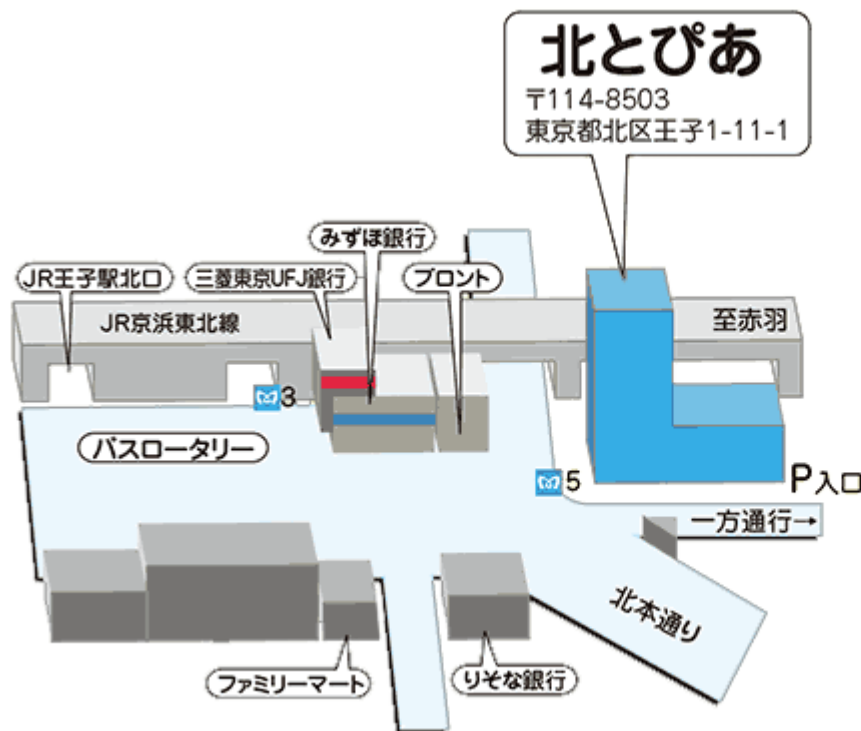 北とぴあ
〒114-8503
東京都北区王子1-11-1
みずほ銀行
JR王子駅北口
三菱東京UFJ銀行
プロント
JR京浜東北線
至赤羽
3
バスロータリー
5
P入口
一方通行→
北本通り
ファミリーマート
りそな銀行